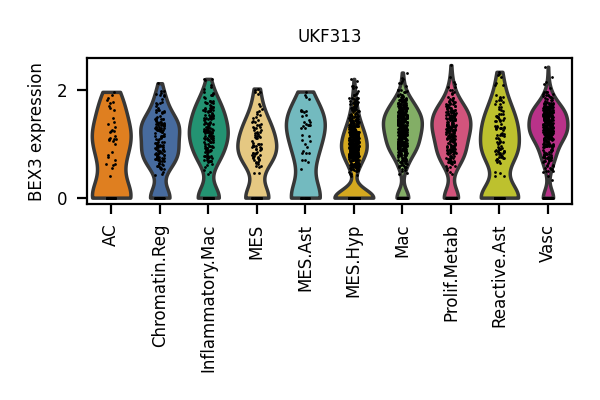 UKF313
BEX3 expression
2
0
AC
Chromatin.Reg
Inflammatory.Mac
MES
MES.Ast
MES.Hyp
Mac
Prolif.Metab
Reactive.Ast
Vasc